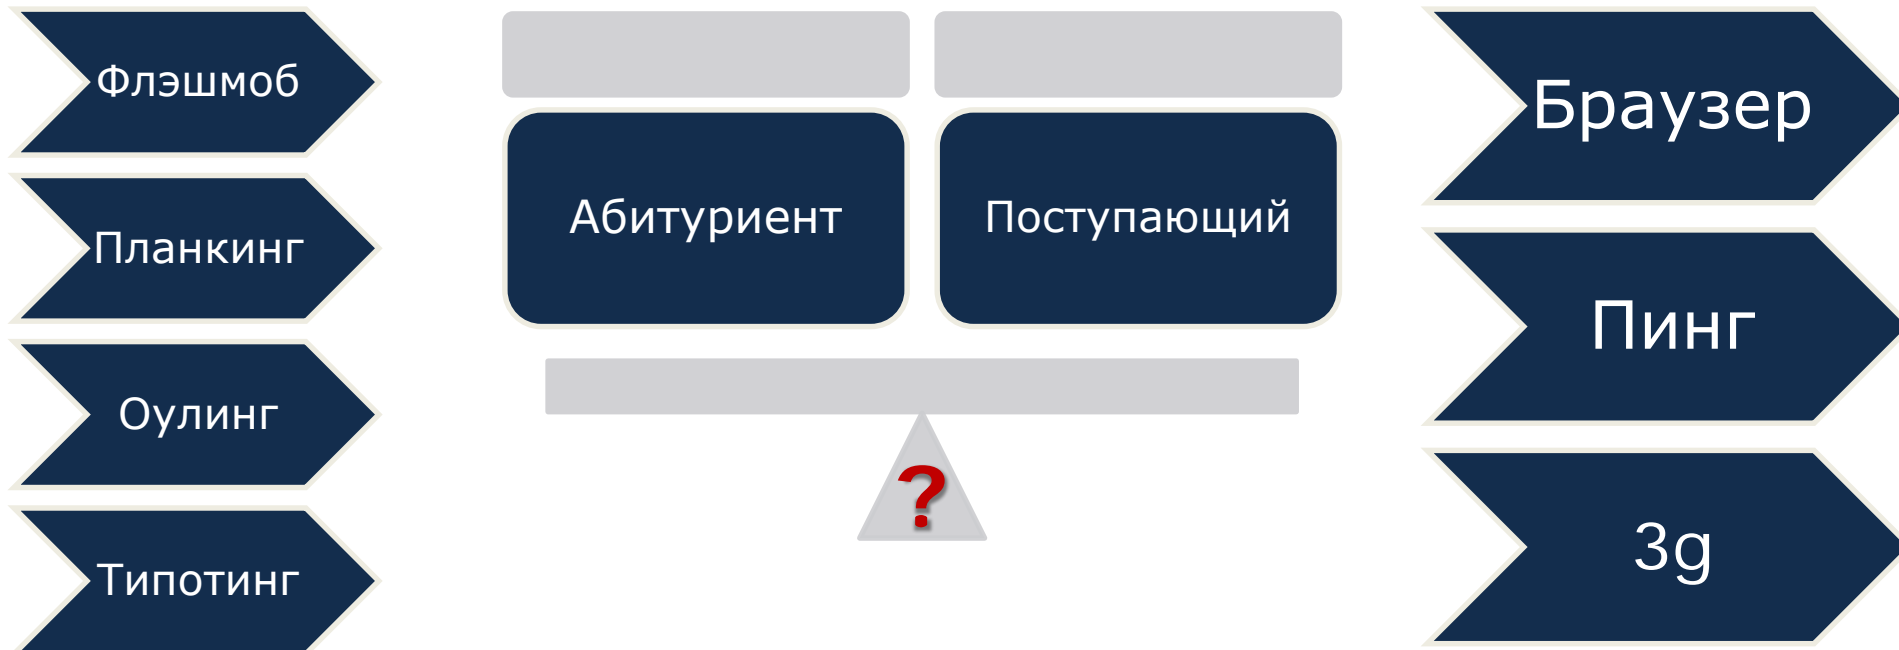 Флэшмоб
Планкинг
Оулинг
Типотинг
Абитуриент
Поступающий
?
Браузер
Пинг
3g